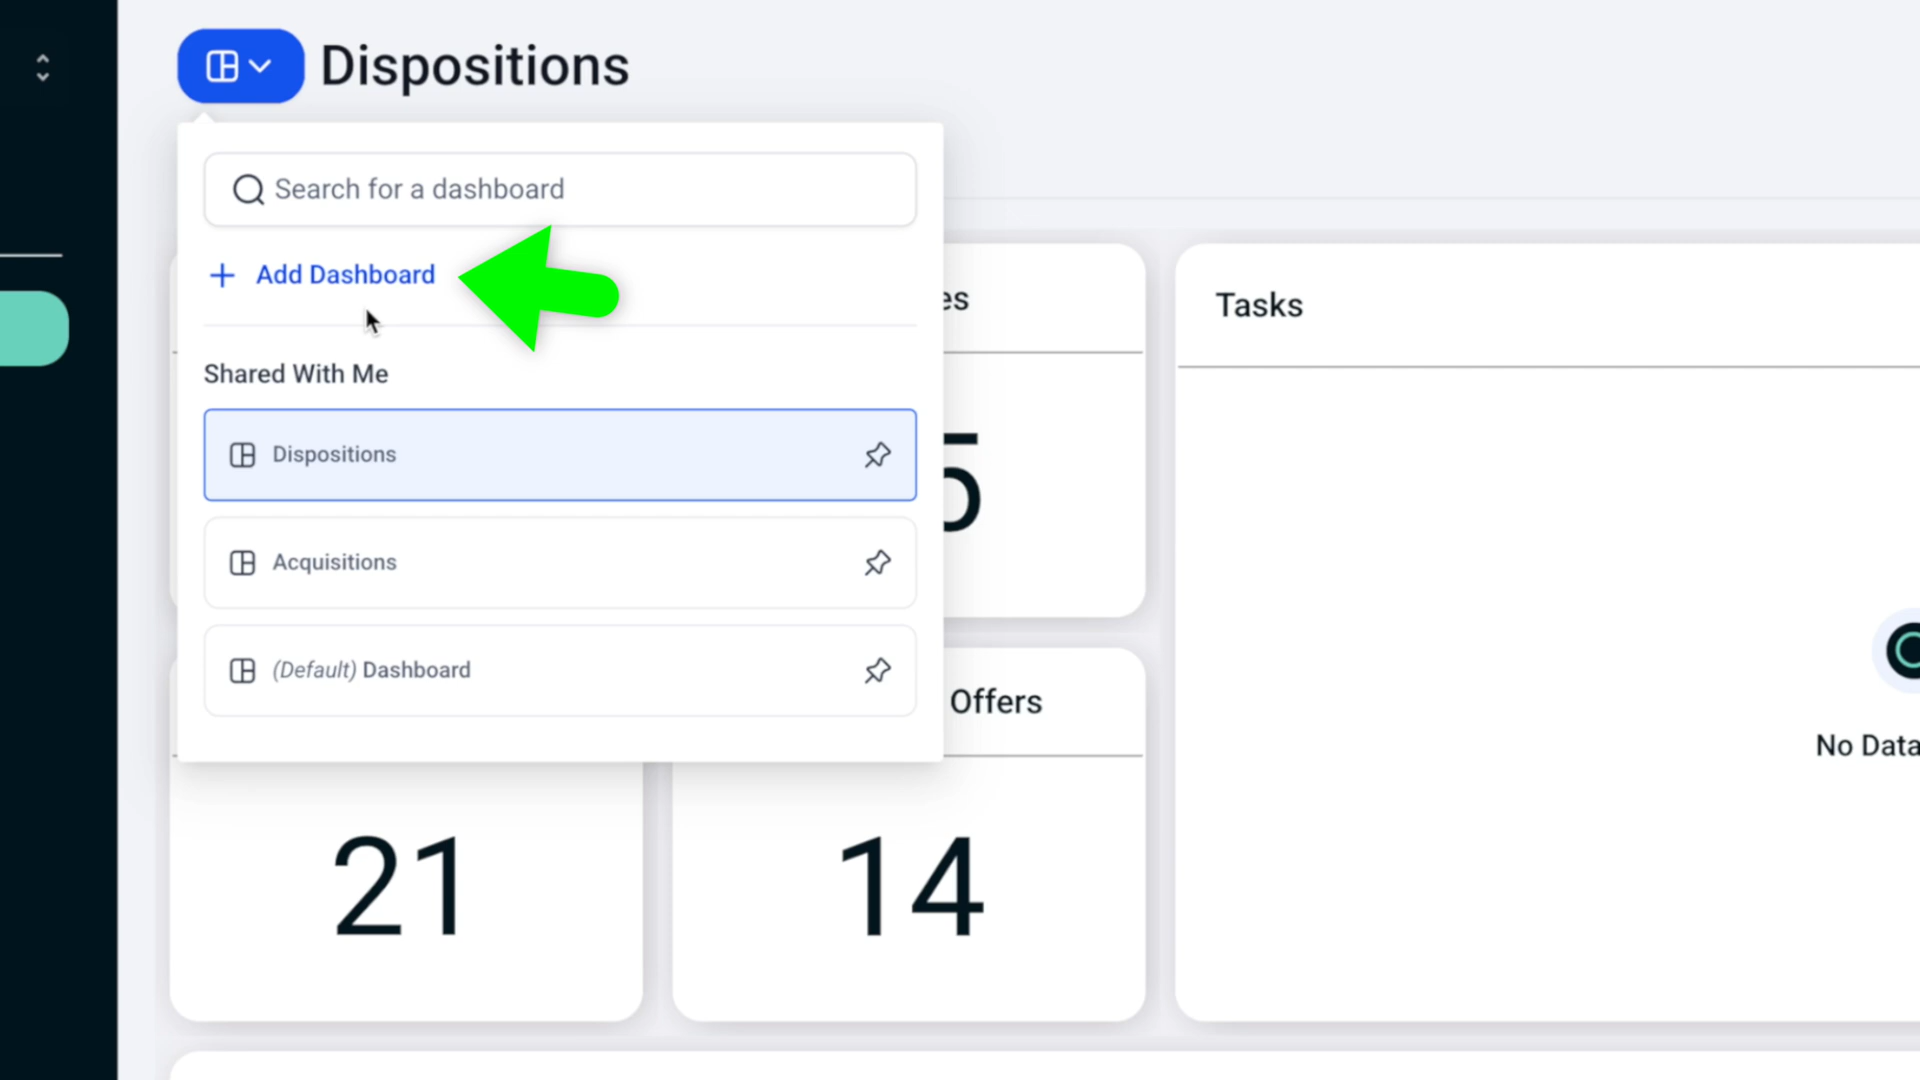 Dispositions
Search for a dashboard
+ Add Dashboard
Shared With Me
Dispositions
Acquisitions
(Default) Dashboard
es
5
Tasks
Offers
No Data
21
14